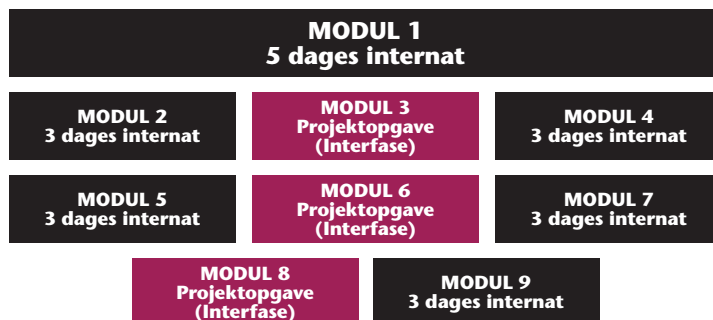 MODUL 1
5 dages internat
MODUL 2
3 dages internat
MODUL 3
Projektopgave
(Interfase)
MODUL 4
3 dages internat
MODUL 5
3 dages internat
MODUL 6
Projektopgave
(Interfase)
MODUL 7
3 dages internat
MODUL 8
Projektopgave
(Interfase)
MODUL 9
3 dages internat